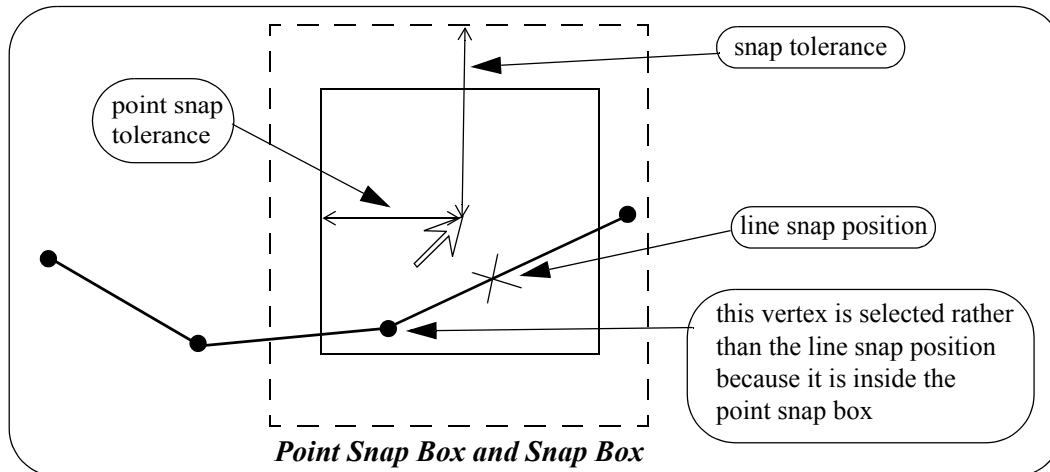 snap tolerance
point snap
tolerance
line snap position
this vertex is selected rather
than the line snap position
because it is inside the
point snap box
Point Snap Box and Snap Box